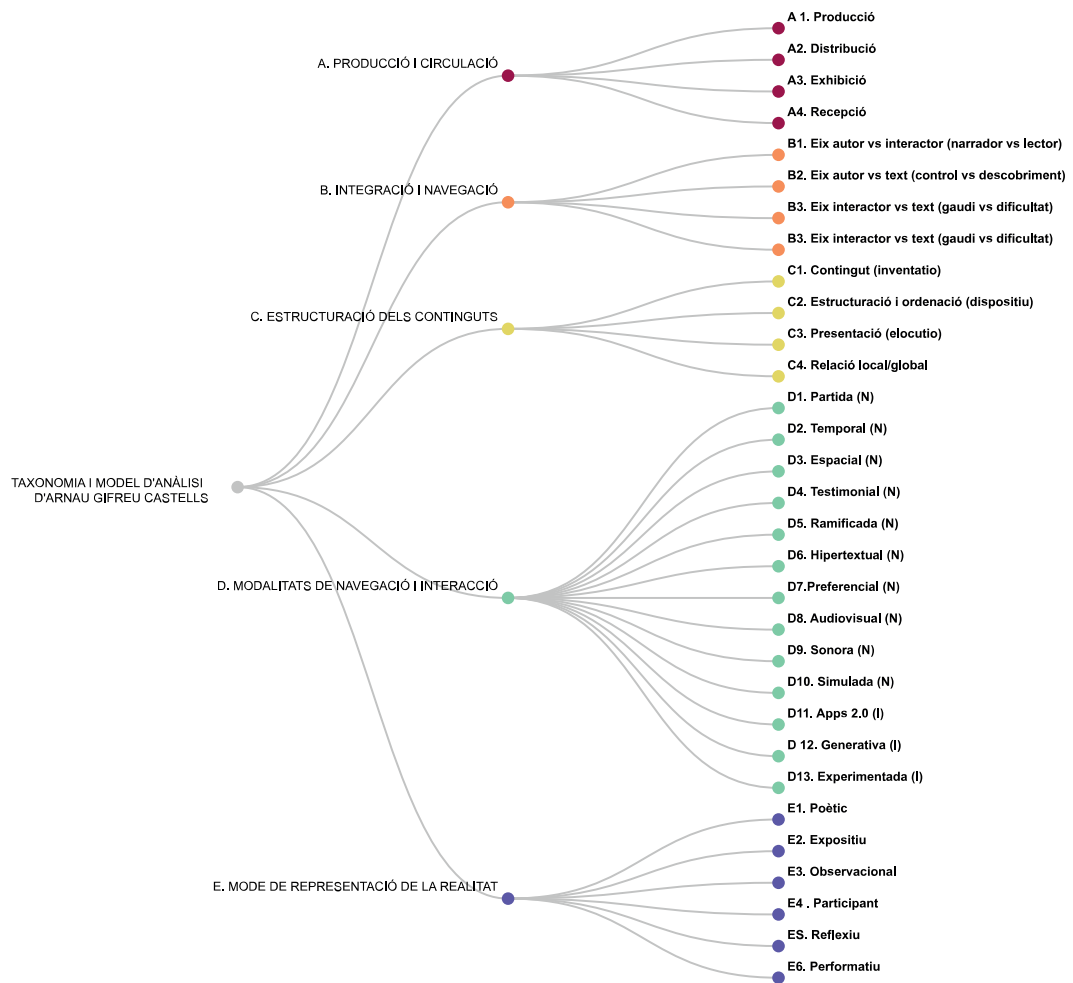 TAXONOMIA I MODEL D'ANÀLISI
D'ARNAU GIFREU CASTELLS
A. PRODUCCIÓ I CIRCULACIÓ
A 1. Producció
A2. Distribució
A3. Exhibició
A4. Recepció
B. INTEGRACIÓ I NAVEGACIÓ
B1. Eix autor vs interactor (narrador vs lector)
B2. Eix autor vs text (control vs descobriment)
B3. Eix interactor vs text (gaudi vs dificultat)
B3. Eix interactor vs text (gaudi vs dificultat)
C. ESTRUCTURACIÓ DELS CONTINGUTS
C1. Contingut (inventatio)
C2. Estructuració i ordenació (dispositiu)
C3. Presentació (elocutio)
C4. Relació local/global
D. MODALITATS DE NAVEGACIÓ I INTERACCIÓ
D1. Partida (N)
D2. Temporal (N)
D3. Espacial (N)
D4. Testimonial (N)
D5. Ramificada (N)
D6. Hipertextual (N)
D7.Preferencial (N)
D8. Audiovisual (N)
D9. Sonora (N)
D10. Simulada (N)
D11. Apps 2.0 (I)
D 12. Generativa (I)
D13. Experimentada (I)
E. MODE DE REPRESENTACIÓ DE LA REALITAT
E1. Poètic
E2. Expositiu
E3. Observacional
E4 . Participant
ES. Reflexiu
E6. Performatiu